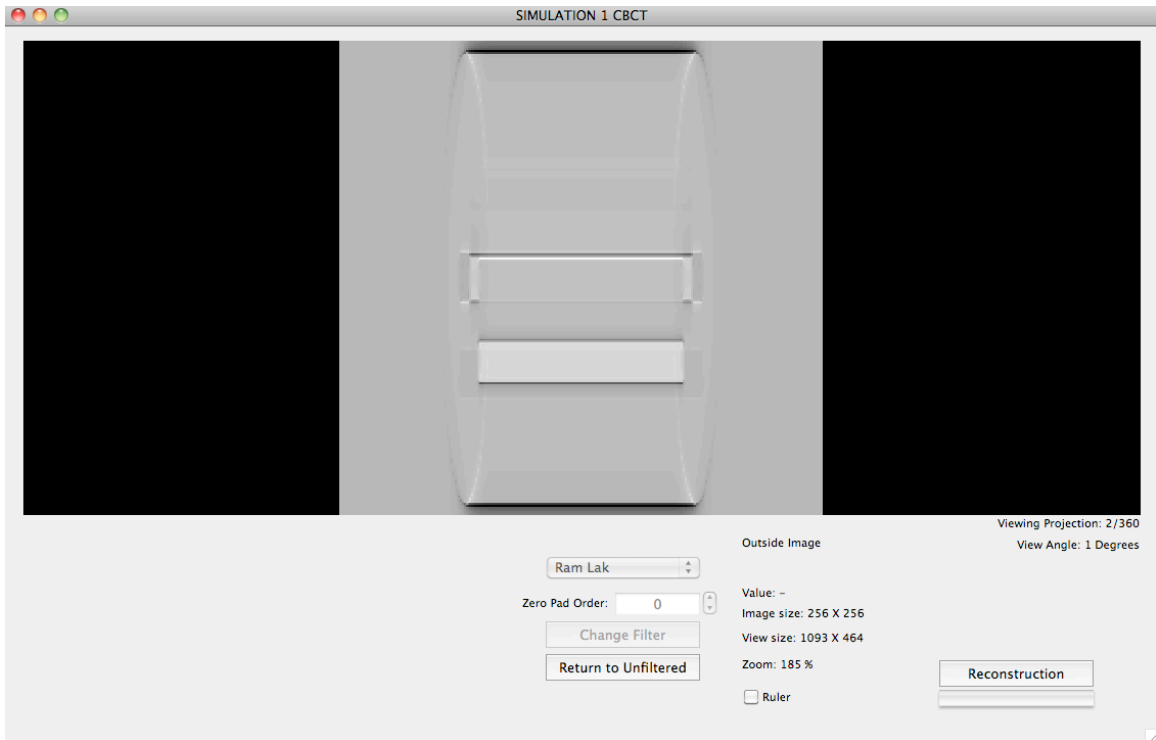 SIMULATION 1 CBCT
Viewing Projection: 2/360
Outside Image
View Angle: 1 Degrees
Ram Lak
Value: –
Zero Pad Order: 0
Image size: 256 X 256
Change Filter
View size: 1093 X 464
Return to Unfiltered
Zoom: 185 %
Reconstruction
Ruler